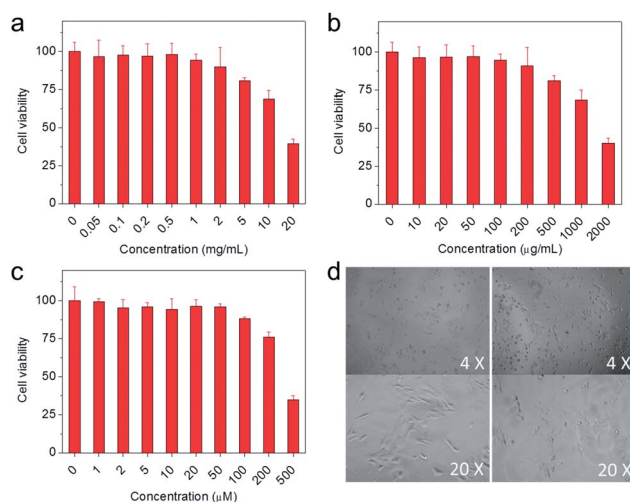 a
Cell viability
100
75
50
25
0
0 0.05 0.1 0.2 0.5 1 2 5 10 20
Concentration (mg/mL)
b
Cell viability
100
75
50
25
0
0 10 20 50 100 200 500 1000 2000
Concentration (μg/mL)
c
Cell viability
100
75
50
25
0
0 1 2 5 10 20 50 100 200 500
Concentration (μM)
d
4 X
4 X
20 X
20 X